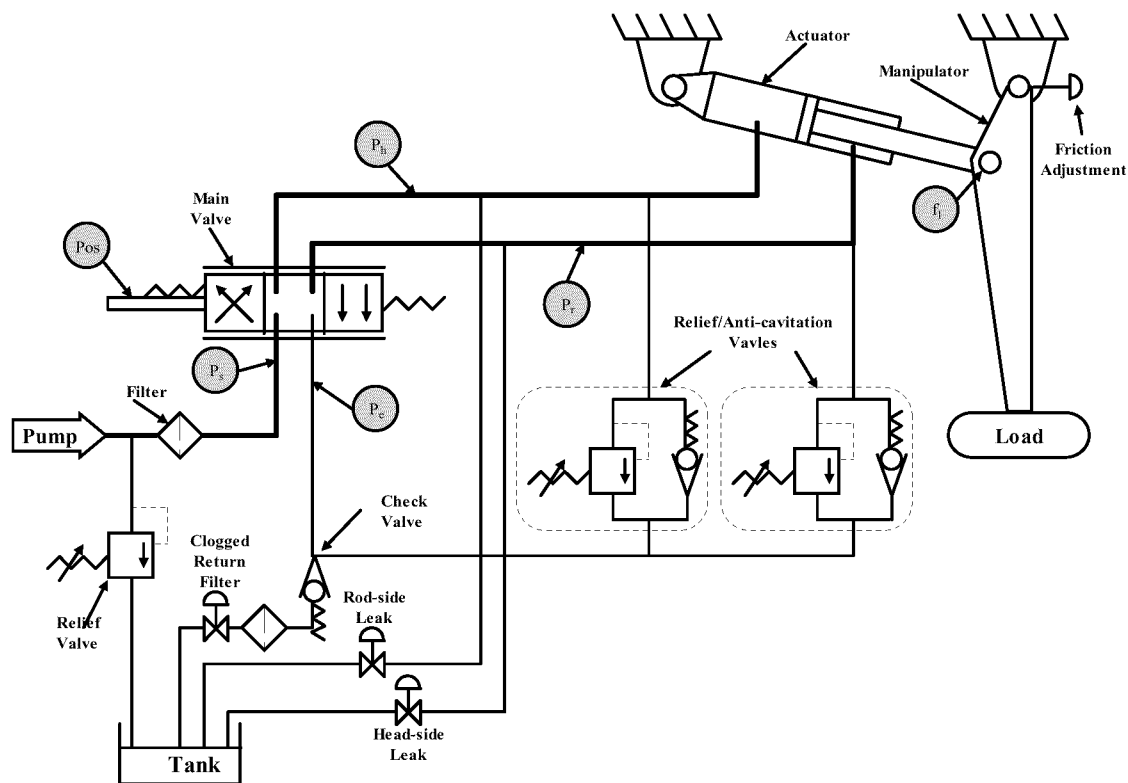 Actuator
Manipulator
Friction
Adjustment
Ph
Main
Valve
Pos
fl
Pr
Relief/Anti-cavitation
Vavles
Ps
Pe
Filter
Pump
Load
Check
Valve
Clogged
Return
Filter
Rod-side
Leak
Relief
Valve
Head-side
Leak
Tank